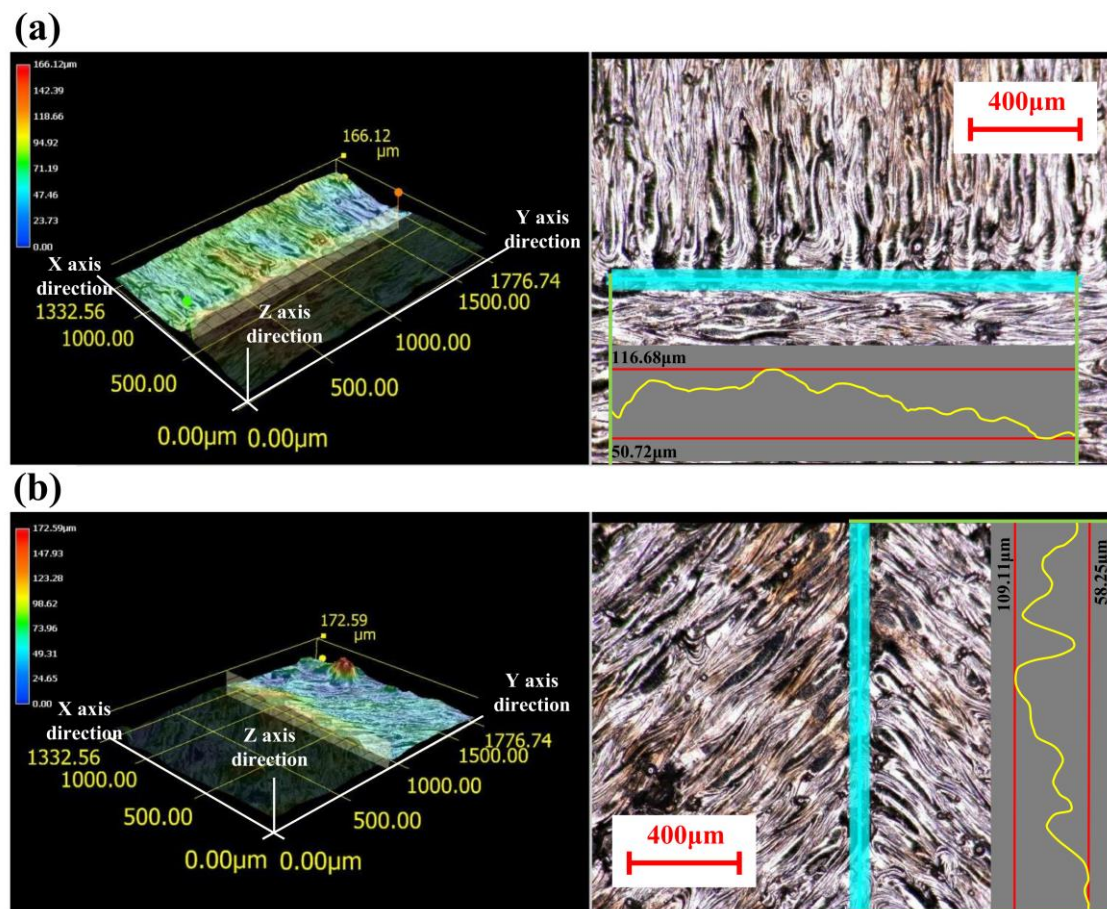 (a)
166.12μm
142.39
118.66
94.92
71.19
47.46
23.73
0.00
166.12
μm
Y axis
direction
1776.74
1500.00
1000.00
500.00
X axis
direction
1332.56
1000.00
500.00
Z axis
direction
0.00μm 0.00μm
400μm
116.68μm
50.72μm
(b)
172.59μm
147.93
123.28
98.62
73.96
49.31
24.65
0.00
172.59
μm
Y axis
direction
1776.74
1500.00
1000.00
500.00
X axis
direction
1332.56
1000.00
500.00
Z axis
direction
0.00μm 0.00μm
400μm
109.11μm
58.25μm